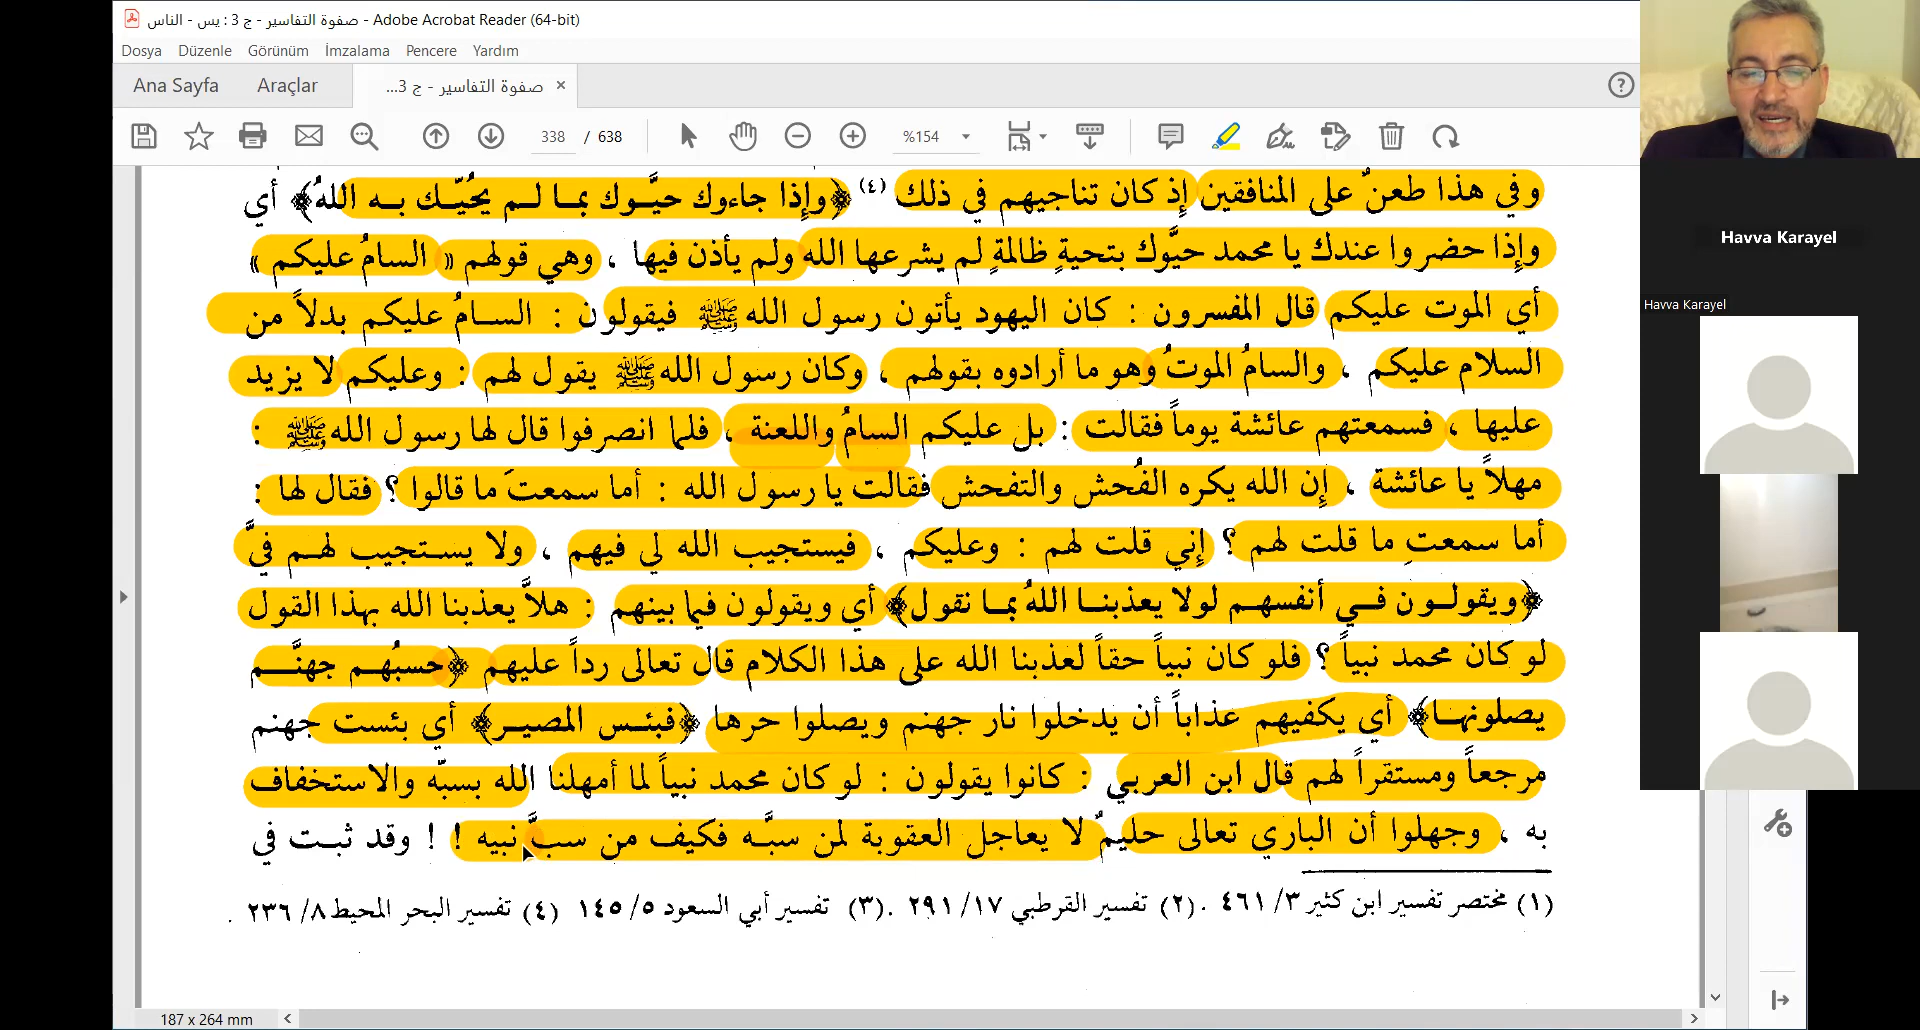 صفوة التفاسير - ج 3 : يس - الناس - Adobe Acrobat Reader (64-bit)
Dosya Düzenle Görünüm İmzalama Pencere Yardım
Ana Sayfa Araçlar صفوة التفاسير - ج 3... ×
338 / 638 %154
وفي هذا طعنٌ على المنافقين إِذ كان تناجيهم في ذلك (٤) ﴿وإِذا جاءوك حيَّوك بما لم يحُيّك به اللهُ﴾ أي
وإِذا حضروا عندك يا محمد حيَّوك بتحيةٍ ظالمةٍ لم يشرعها الله ولم يأذن فيها ، وهي قولهم « السامُ عليكم »
أي الموت عليكم قال المفسرون : كان اليهود يأتون رسول الله ﷺ فيقولون : السامُ عليكم بدلاً من
السلام عليكم ، والسامُ الموتُ وهو ما أرادوه بقولهم ، وكان رسول الله ﷺ يقول لهم : وعليكم لا يزيد
عليها ، فسمعتهم عائشة يوماً فقالت : بل عليكم السامُ واللعنة ، فلما انصرفوا قال لها رسول الله ﷺ :
مهلاً يا عائشة ، إِن الله يكره الفُحش والتفحش فقالت يا رسول الله : أما سمعتَ ما قالوا ؟ فقال لها :
أما سمعتِ ما قلت لهم ؟ إِني قلت لهم : وعليكم ، فيستجيب الله لي فيهم ، ولا يستجيب لهم فيَّ
﴿ويقولون في أنفسهم لولا يعذبنا اللهُ بما نقول﴾ أي ويقولون فيما بينهم : هلاَّ يعذبنا الله بهذا القول
لو كان محمد نبياً ؟ فلو كان نبياً حقاً لعذبنا الله على هذا الكلام قال تعالى رداً عليهم ﴿حسبُهم جهنَّم
يصلونها﴾ أي يكفيهم عذاباً أن يدخلوا نار جهنم ويصلوا حرها ﴿فبئس المصير﴾ أي بئست جهنم
مرجعاً ومستقراً لهم قال ابن العربي : كانوا يقولون : لو كان محمد نبياً لما أمهلنا الله بسبّه والاستخفاف
به ، وجهلوا أن الباري تعالى حليمٌ لا يعاجل العقوبة لمن سبَّه فكيف من سبَّ نبيه ! ! وقد ثبت في
(١) مختصر تفسير ابن كثير ٣/ ٤٦١ . (٢) تفسير القرطبي ١٧/ ٢٩١ . (٣) تفسير أبي السعود ٥/ ١٤٥ (٤) تفسير البحر المحيط ٨/ ٢٣٦ .
187 x 264 mm
Havva Karayel
Havva Karayel